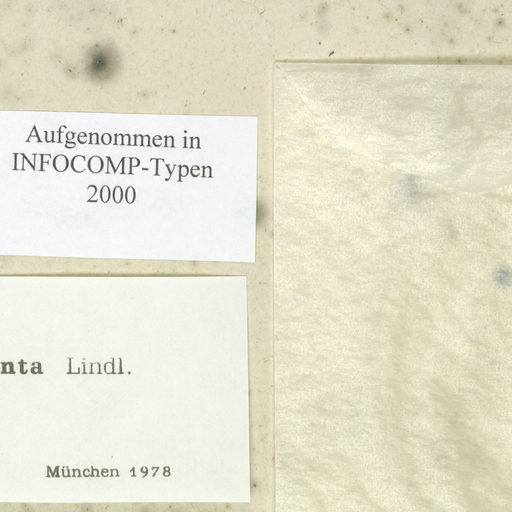 Aufgenommen in
INFOCOMP-Typen
2000
nta Lindl.
München 1978